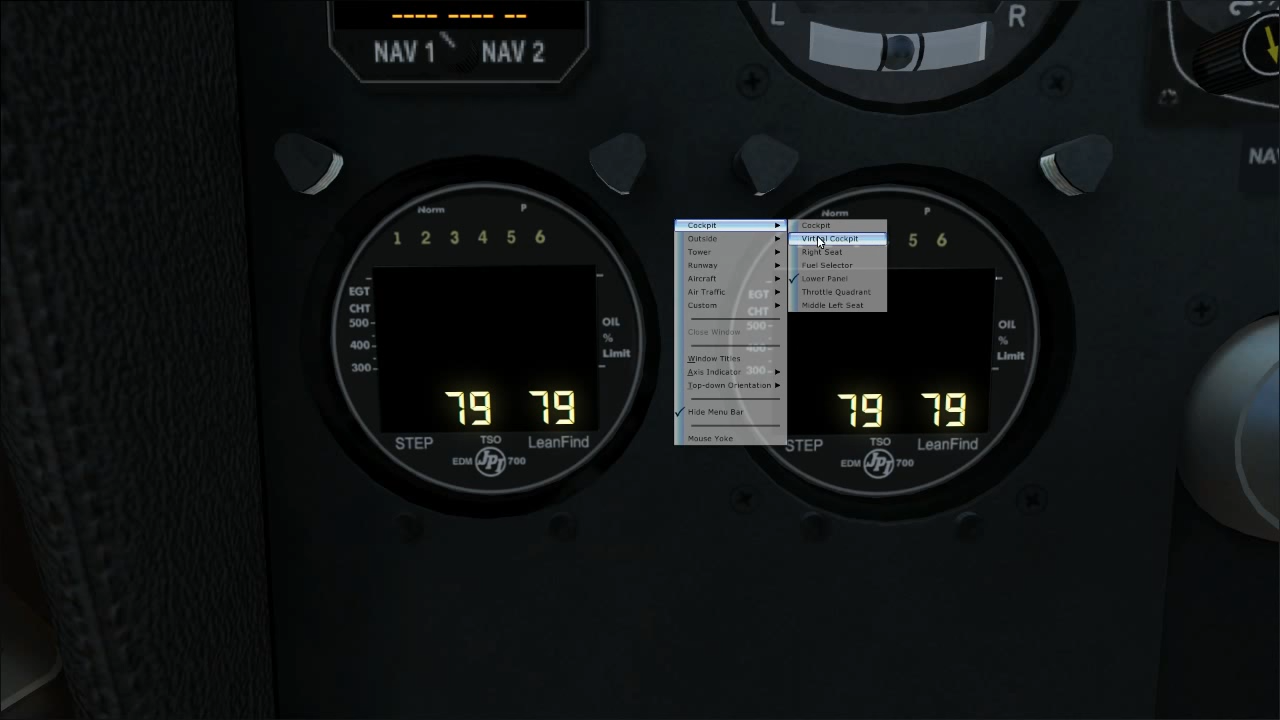 ---- ---- --
NAV 1 NAV 2
L R
NA
Norm P
1 2 3 4 5 6
EGT
CHT
500
400
300
OIL
%
Limit
79 79
STEP TSO LeanFind
EDM JPI 700
Cockpit
Outside
Tower
Runway
Aircraft
Air Traffic
Custom
Close Window
Window Titles
Axis Indicator
Top-down Orientation
Hide Menu Bar
Mouse Yoke
Cockpit
Virtual Cockpit
Right Seat
Fuel Selector
Lower Panel
Throttle Quadrant
Middle Left Seat
Norm P
5 6
EGT
CHT
500
400
300
OIL
%
Limit
79 79
STEP TSO LeanFind
EDM JPI 700